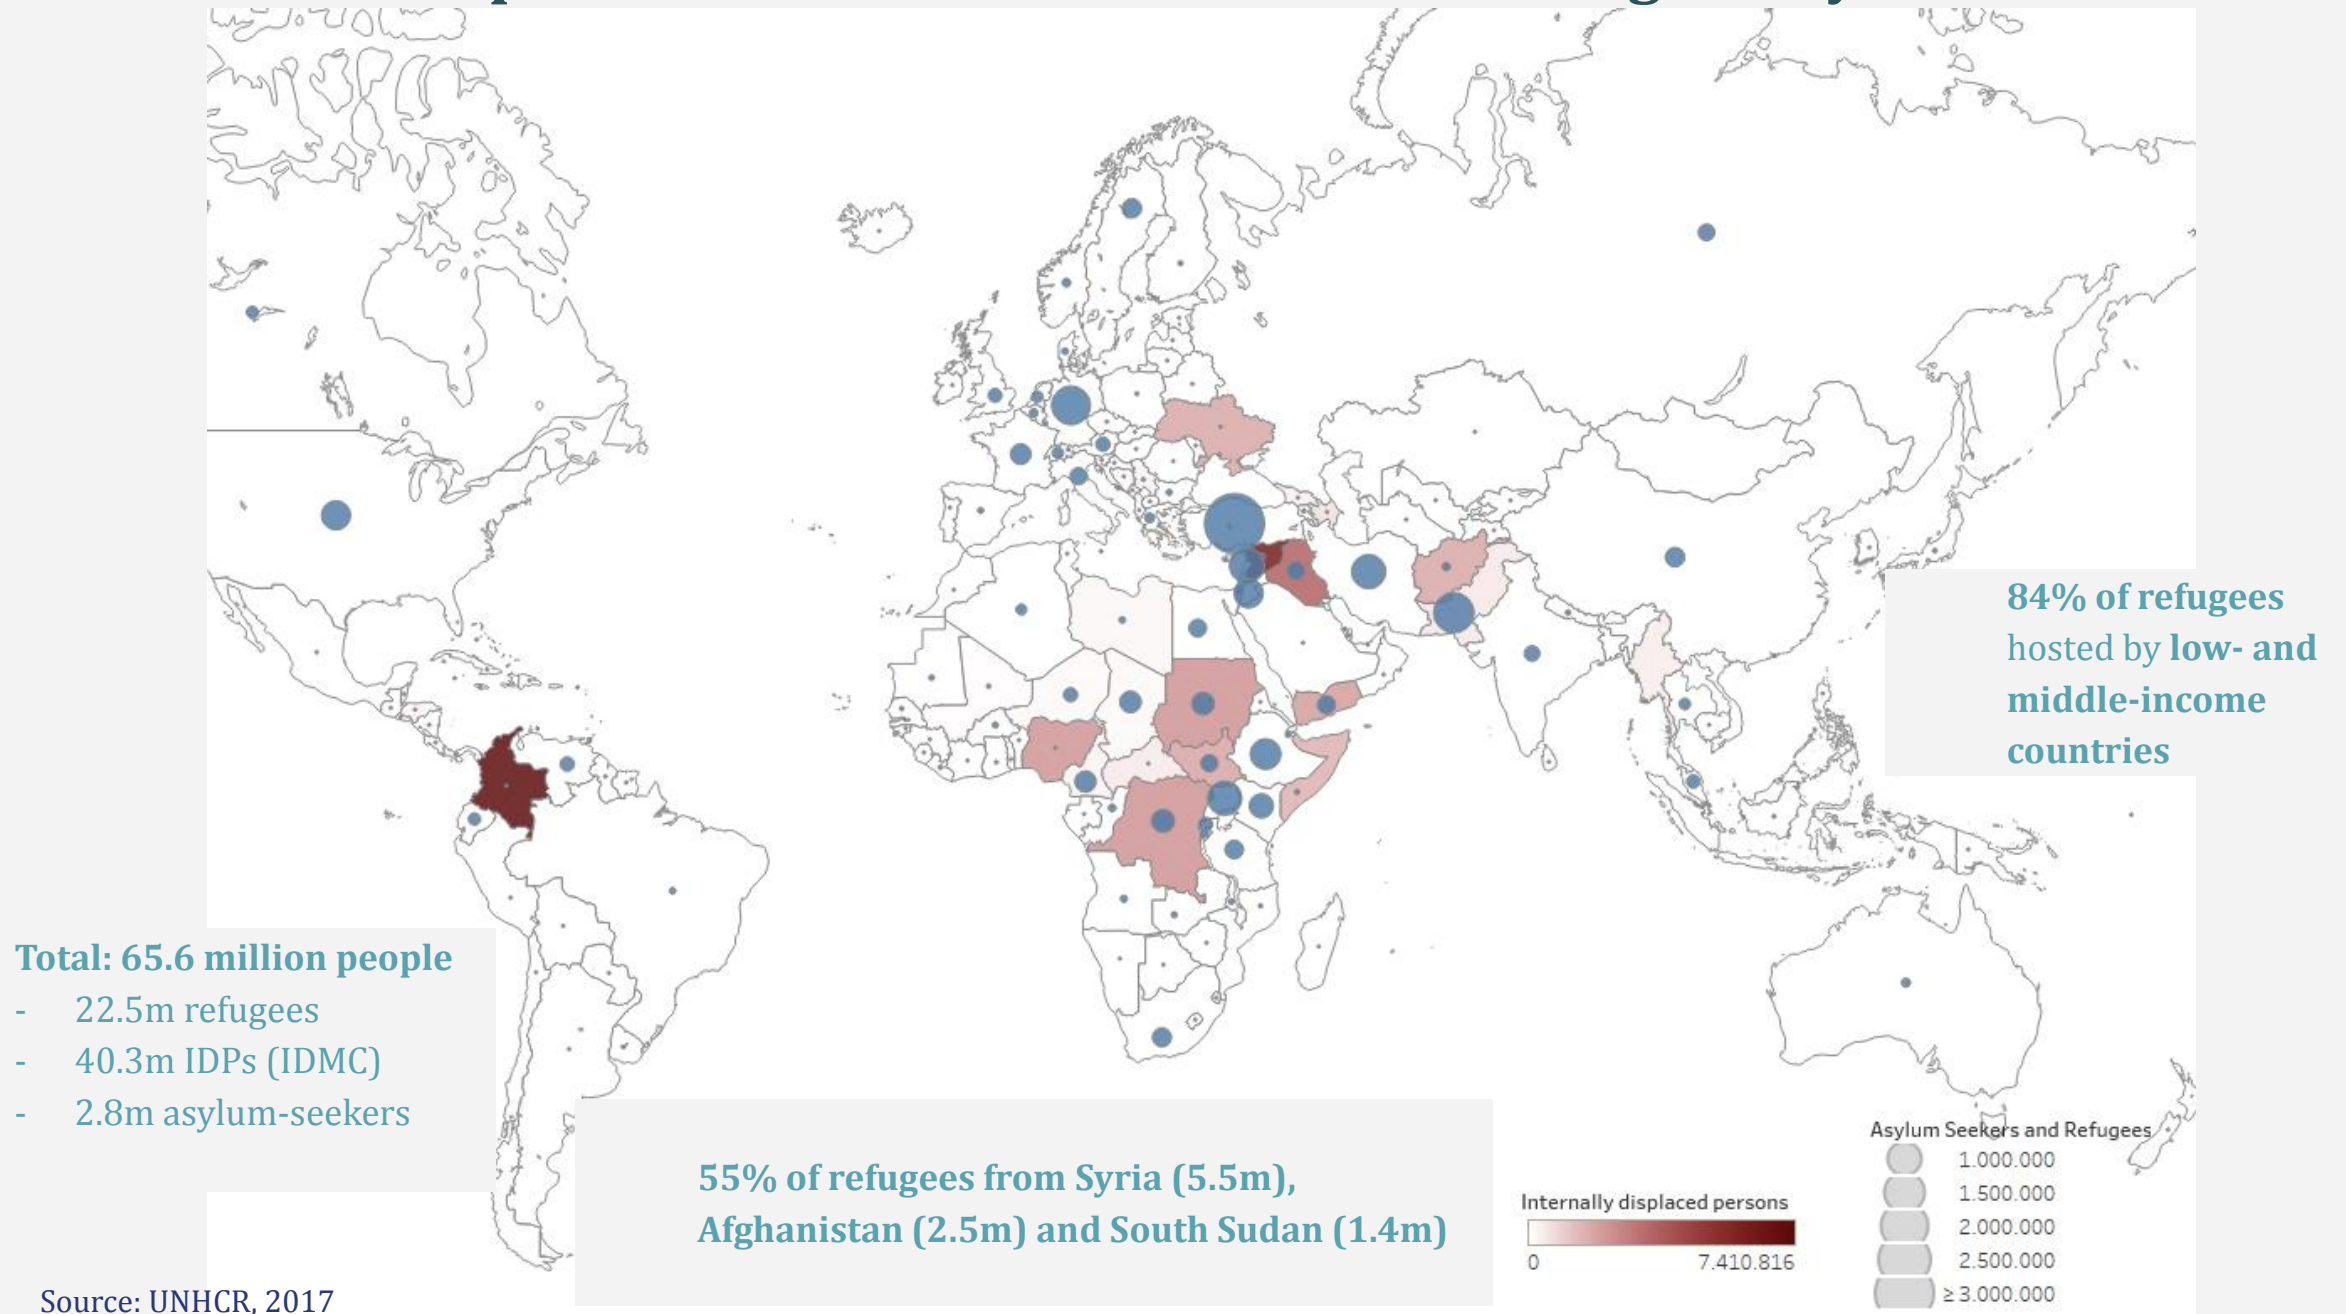 84% of refugees
hosted by low- and
middle-income
countries
Total: 65.6 million people
- 22.5m refugees
- 40.3m IDPs (IDMC)
- 2.8m asylum-seekers
55% of refugees from Syria (5.5m),
Afghanistan (2.5m) and South Sudan (1.4m)
Internally displaced persons
0 7.410.816
Asylum Seekers and Refugees
1.000.000
1.500.000
2.000.000
2.500.000
≥ 3.000.000
Source: UNHCR, 2017